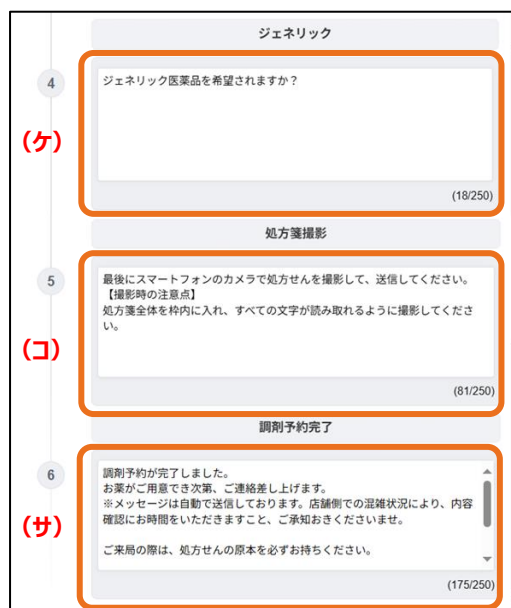 ジェネリック
4
(ケ)
ジェネリック医薬品を希望されますか？
(18/250)
処方箋撮影
5
(コ)
最後にスマートフォンのカメラで処方せんを撮影して、送信してください。
【撮影時の注意点】
処方箋全体を枠内に入れ、すべての文字が読み取れるように撮影してくださ
い。
(81/250)
調剤予約完了
6
(サ)
調剤予約が完了しました。
お薬がご用意でき次第、ご連絡差し上げます。
※メッセージは自動で送信しております。店舗側での混雑状況により、内容
確認にお時間をいただきますこと、ご承知おきくださいませ。
ご来局の際は、処方せんの原本を必ずお持ちください。
(175/250)